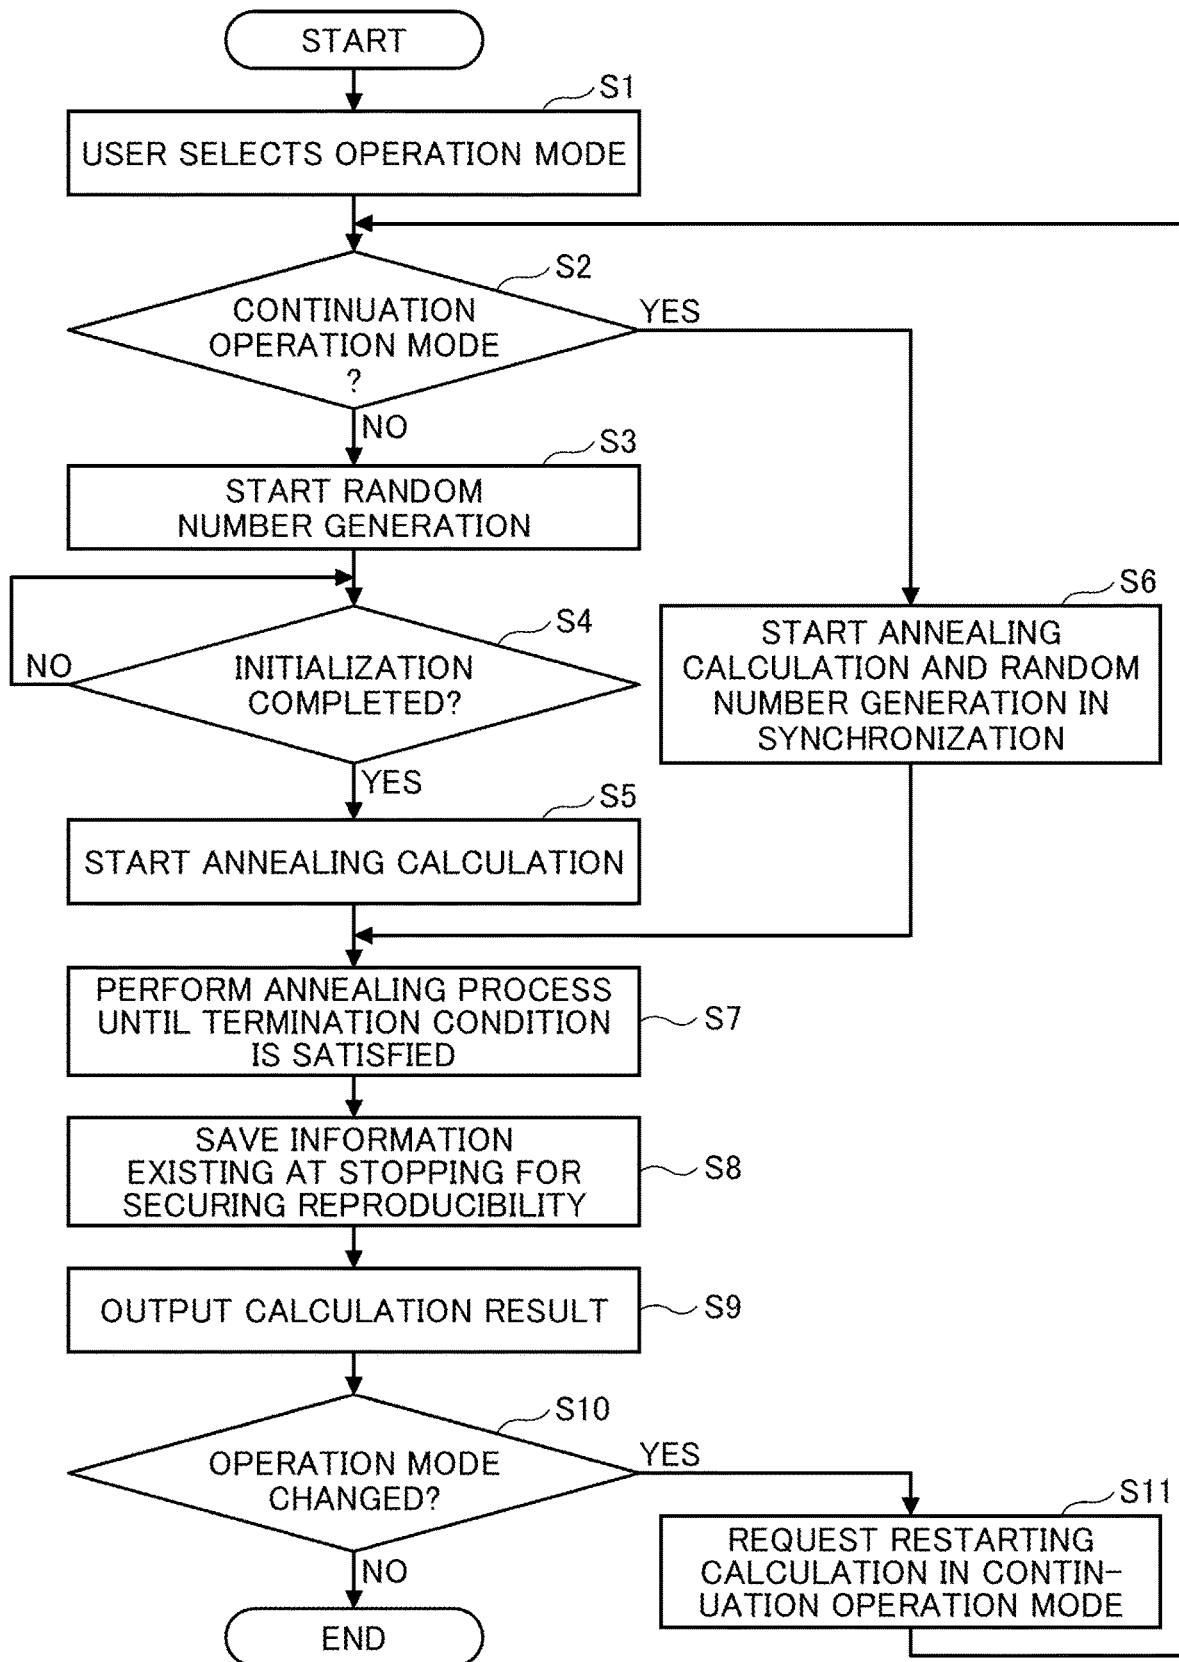 START
S1
USER SELECTS OPERATION MODE
S2
CONTINUATION
OPERATION MODE
?
YES
NO
S3
START RANDOM
NUMBER GENERATION
S4
INITIALIZATION
COMPLETED?
NO
YES
S6
START ANNEALING
CALCULATION AND RANDOM
NUMBER GENERATION IN
SYNCHRONIZATION
S5
START ANNEALING CALCULATION
PERFORM ANNEALING PROCESS
UNTIL TERMINATION CONDITION
IS SATISFIED
S7
SAVE INFORMATION
EXISTING AT STOPPING FOR
SECURING REPRODUCIBILITY
S8
OUTPUT CALCULATION RESULT
S9
S10
OPERATION MODE
CHANGED?
YES
NO
S11
REQUEST RESTARTING
CALCULATION IN CONTIN-
UATION OPERATION MODE
END